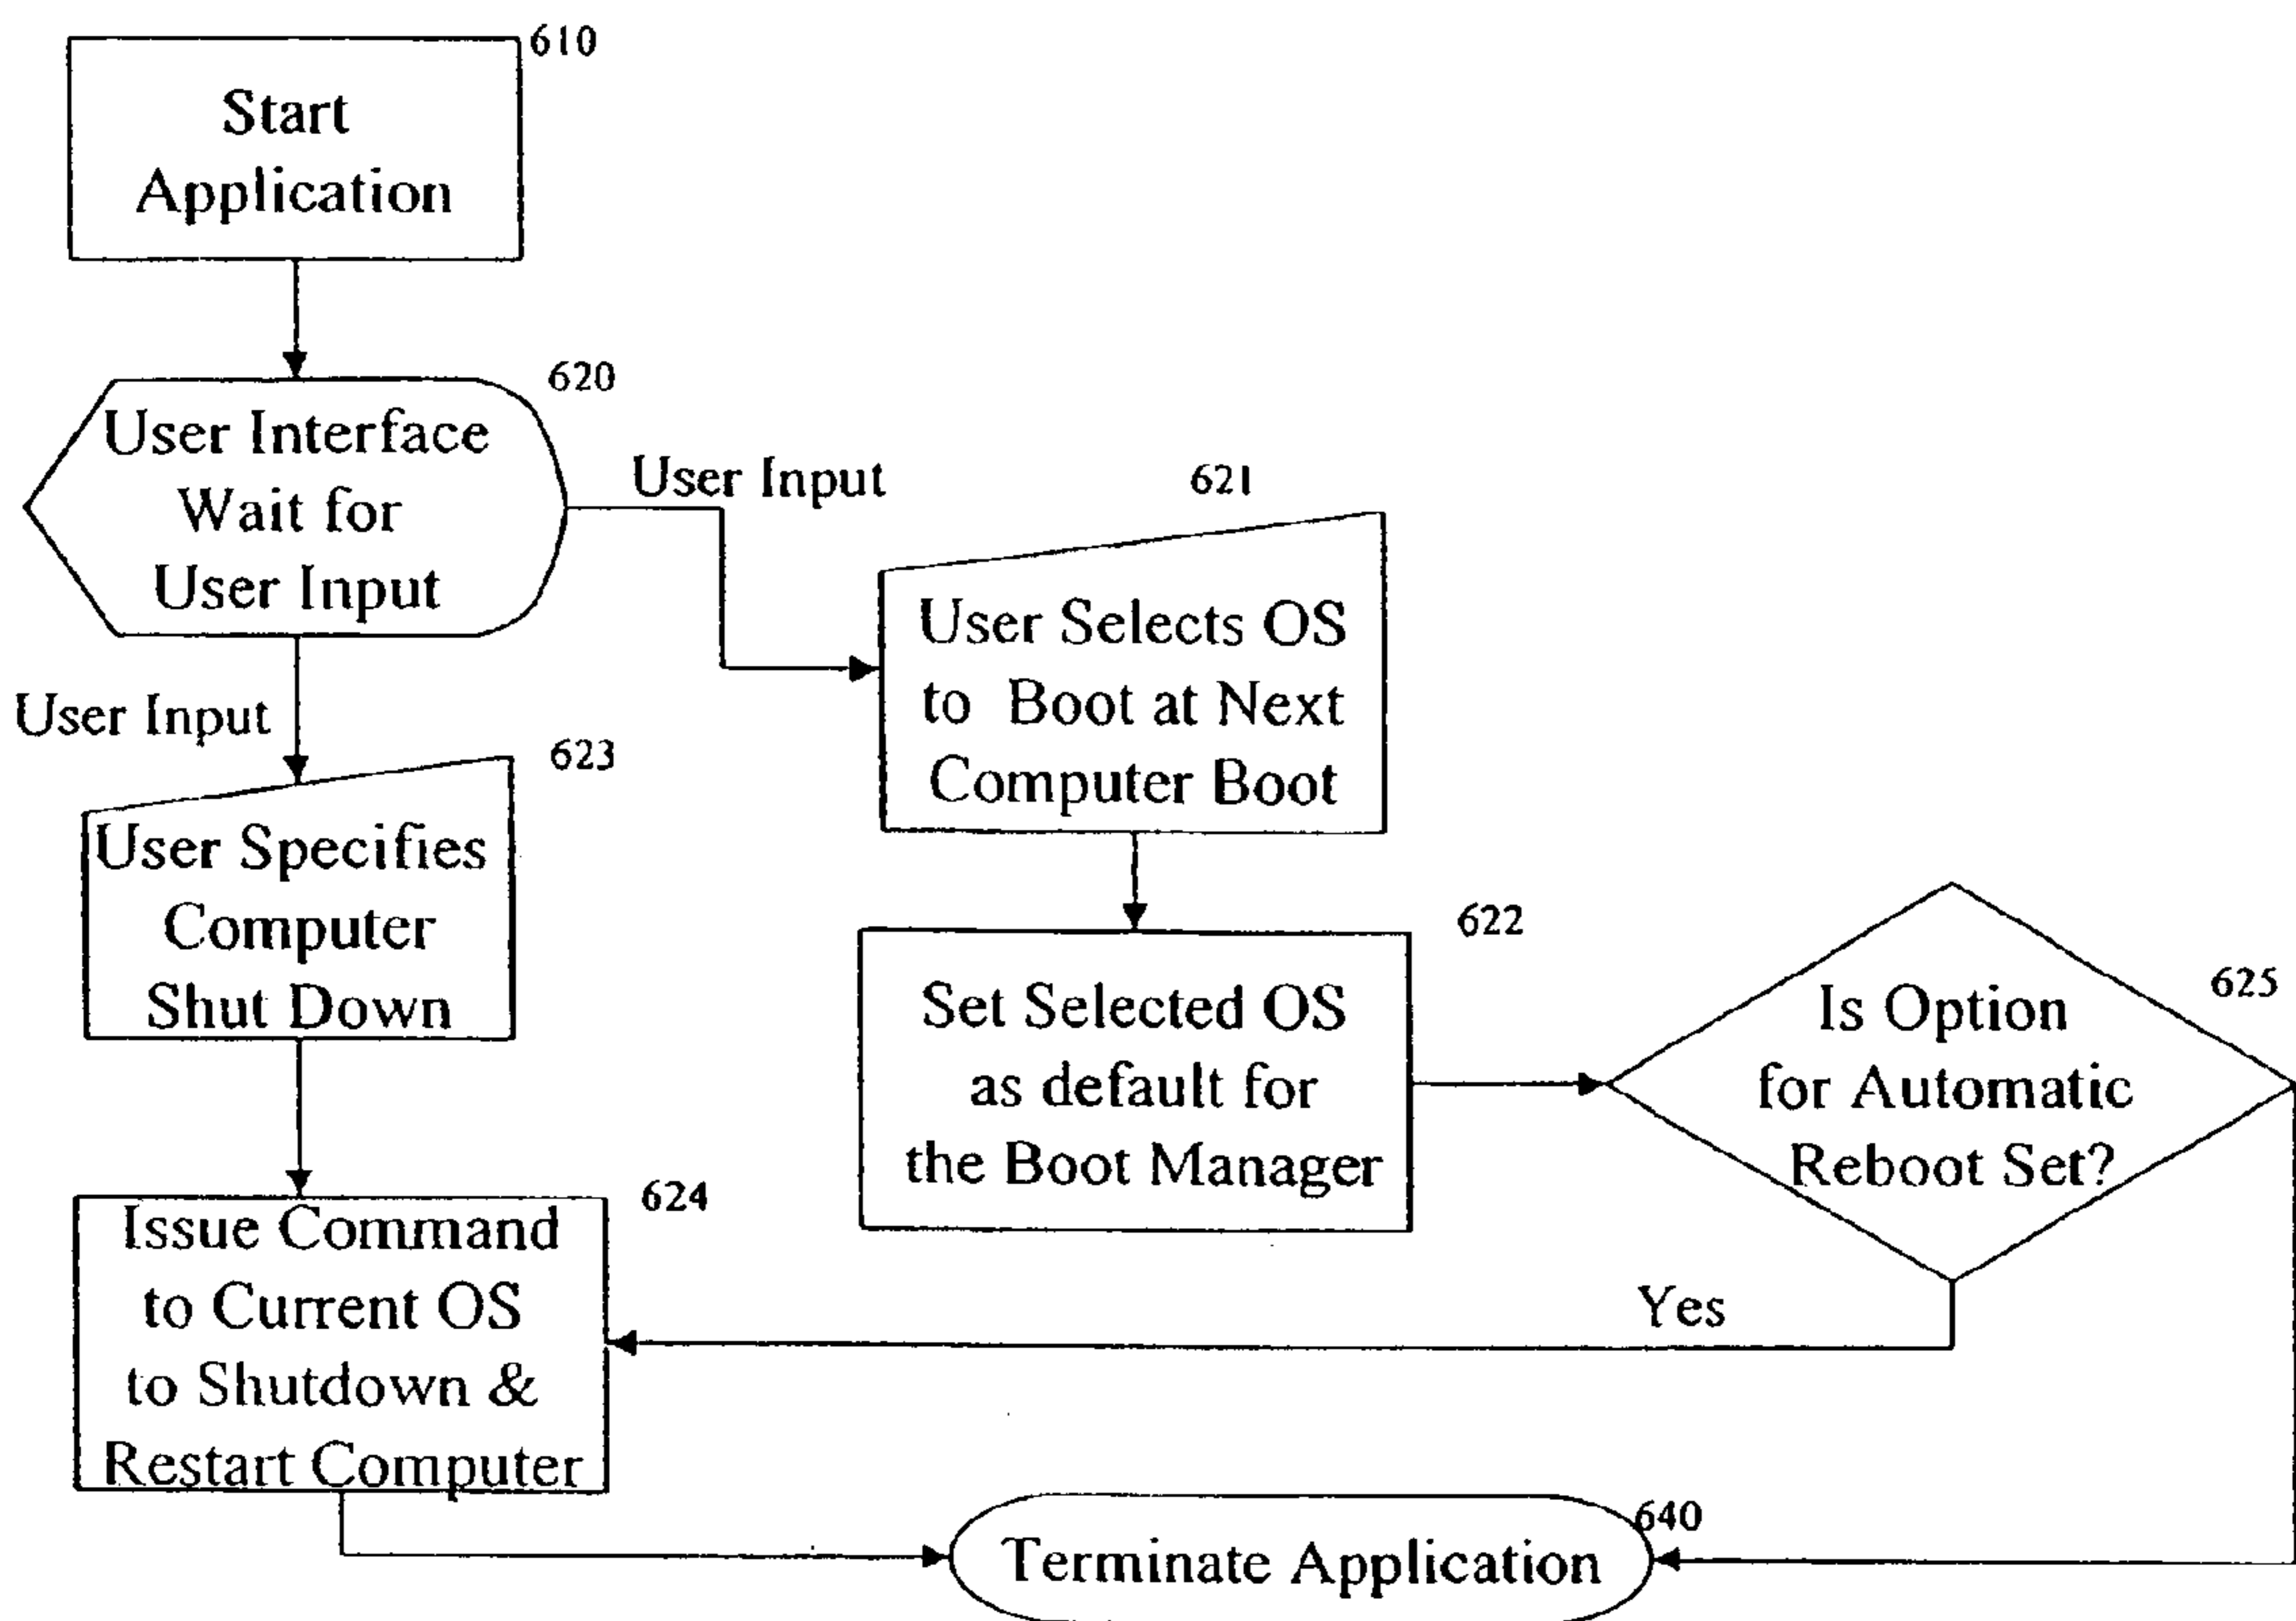 610
Start
Application
620
User Interface
Wait for
User Input
User Input
621
User Selects OS
to Boot at Next
Computer Boot
User Input
623
User Specifies
Computer
Shut Down
622
Set Selected OS
as default for
the Boot Manager
625
Is Option
for Automatic
Reboot Set?
624
Issue Command
to Current OS
to Shutdown &
Restart Computer
Yes
640
Terminate Application